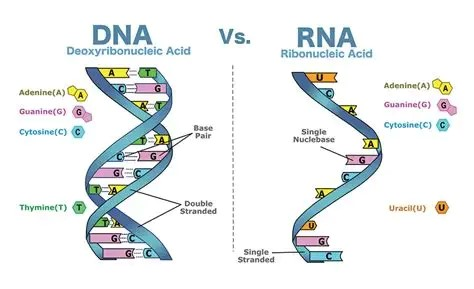 DNA
Deoxyribonucleic Acid
Vs.
RNA
Ribonucleic Acid
Adenine(A)
A
Guanine(G)
G
Cytosine(C)
C
Thymine(T)
T
A
T
C
G
A
T
T
A
C
G
G
C
T
A
T
A
C
G
G
C
Base
Pair
Double
Stranded
U
C
A
A
G
C
A
U
G
C
Single
Nuclebase
Single
Stranded
Adenine(A)
A
Guanine(G)
G
Cytosine(C)
C
Uracil(U)
U